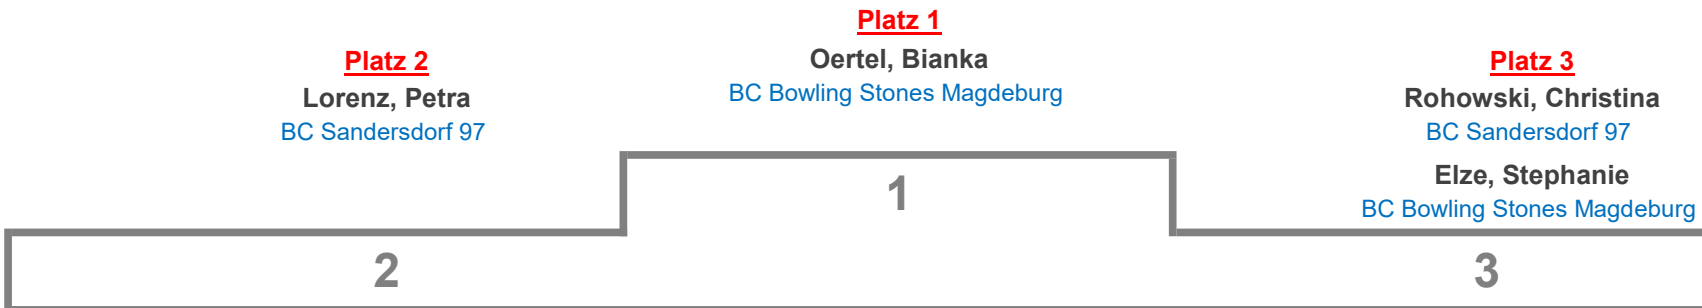 Platz 1
Oertel, Bianka
BC Bowling Stones Magdeburg
Platz 2
Lorenz, Petra
BC Sandersdorf 97
Platz 3
Rohowski, Christina
BC Sandersdorf 97
Elze, Stephanie
BC Bowling Stones Magdeburg
1
2
3